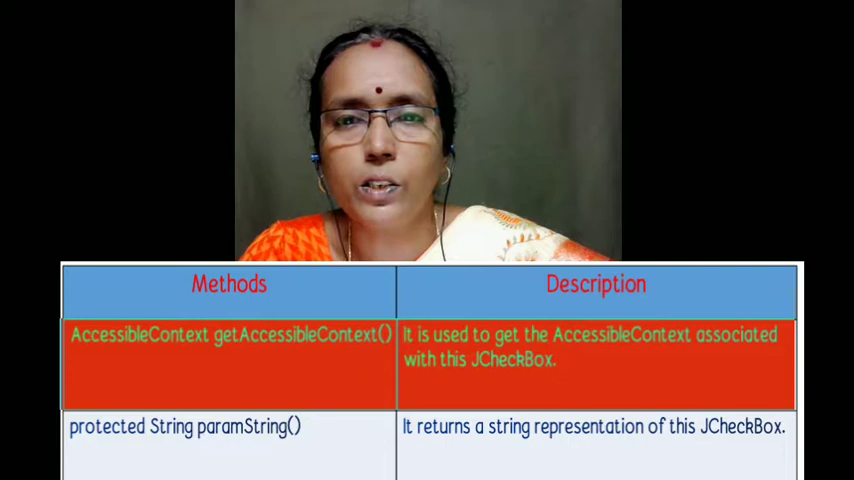 Methods
Description
AccessibleContext getAccessibleContext()
It is used to get the AccessibleContext associated
with this JCheckBox.
protected String paramString()
It returns a string representation of this JCheckBox.